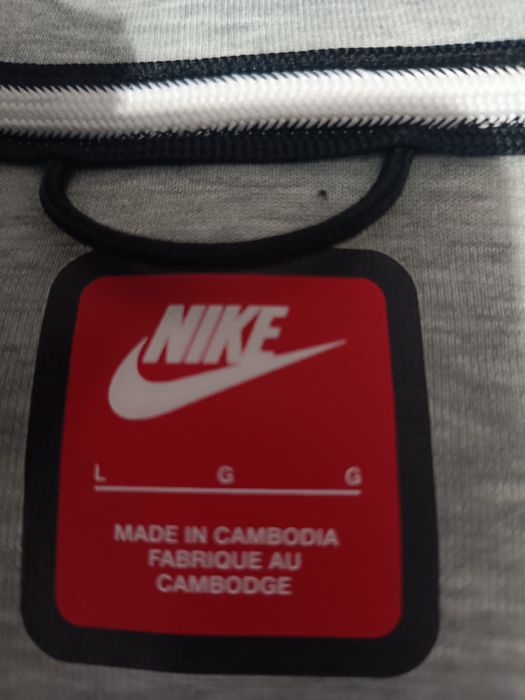 NIKE
L G G
MADE IN CAMBODIA
FABRIQUE AU
CAMBODGE